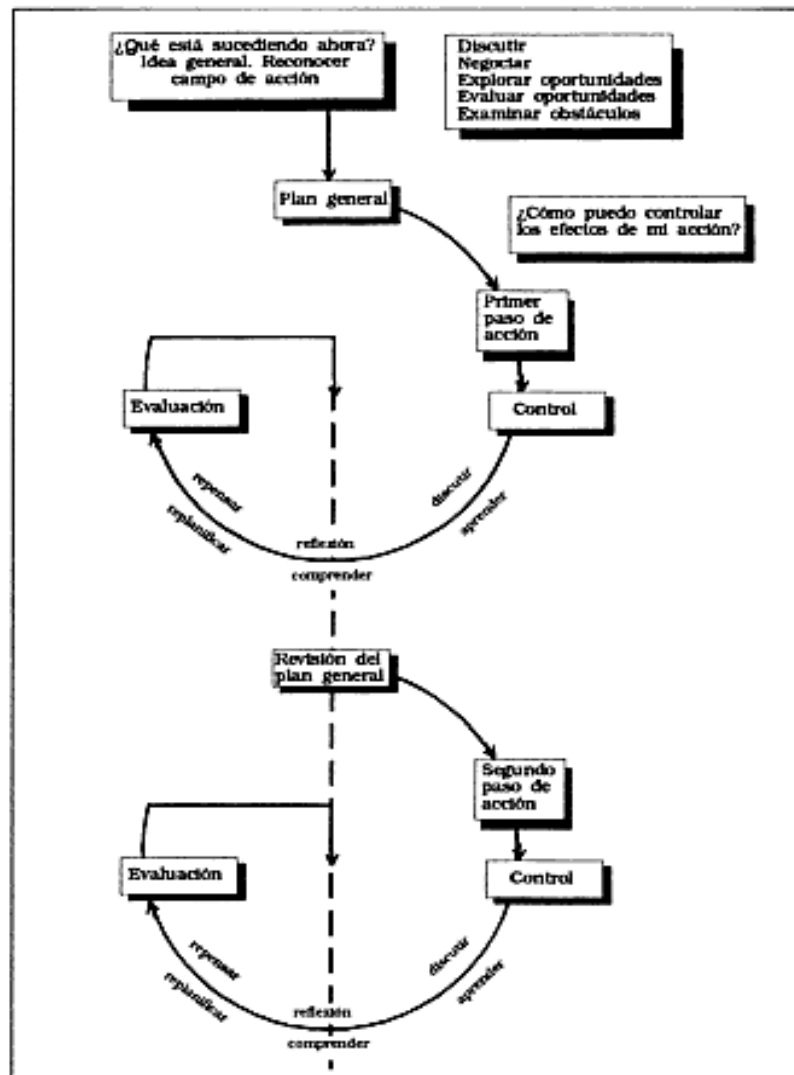 ¿Qué está sucediendo ahora?
Idea general. Reconocer
campo de acción
Discutir
Negociar
Explorar oportunidades
Evaluar oportunidades
Examinar obstáculos
Plan general
¿Cómo puedo controlar
los efectos de mi acción?
Primer
paso de
acción
Evaluación
Control
repensar
replanificar
discutir
aprender
reflexión
comprender
Revisión del
plan general
Segundo
paso de
acción
Evaluación
Control
repensar
replanificar
discutir
aprender
reflexión
comprender